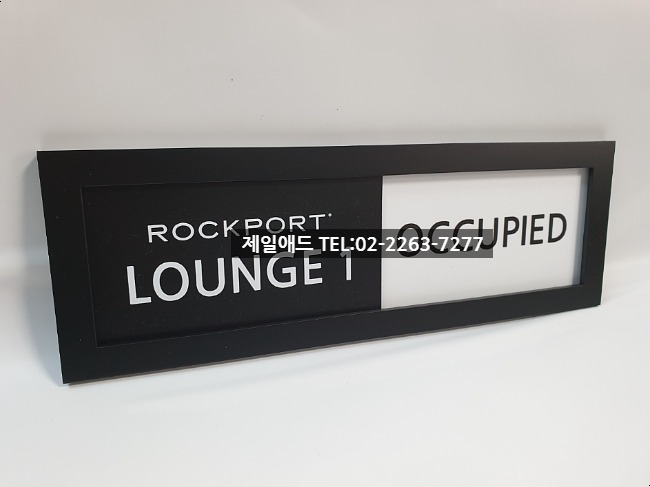 ROCKPORT
LOUNGE 1
OCCUPIED
제일애드 TEL:02-2263-7277